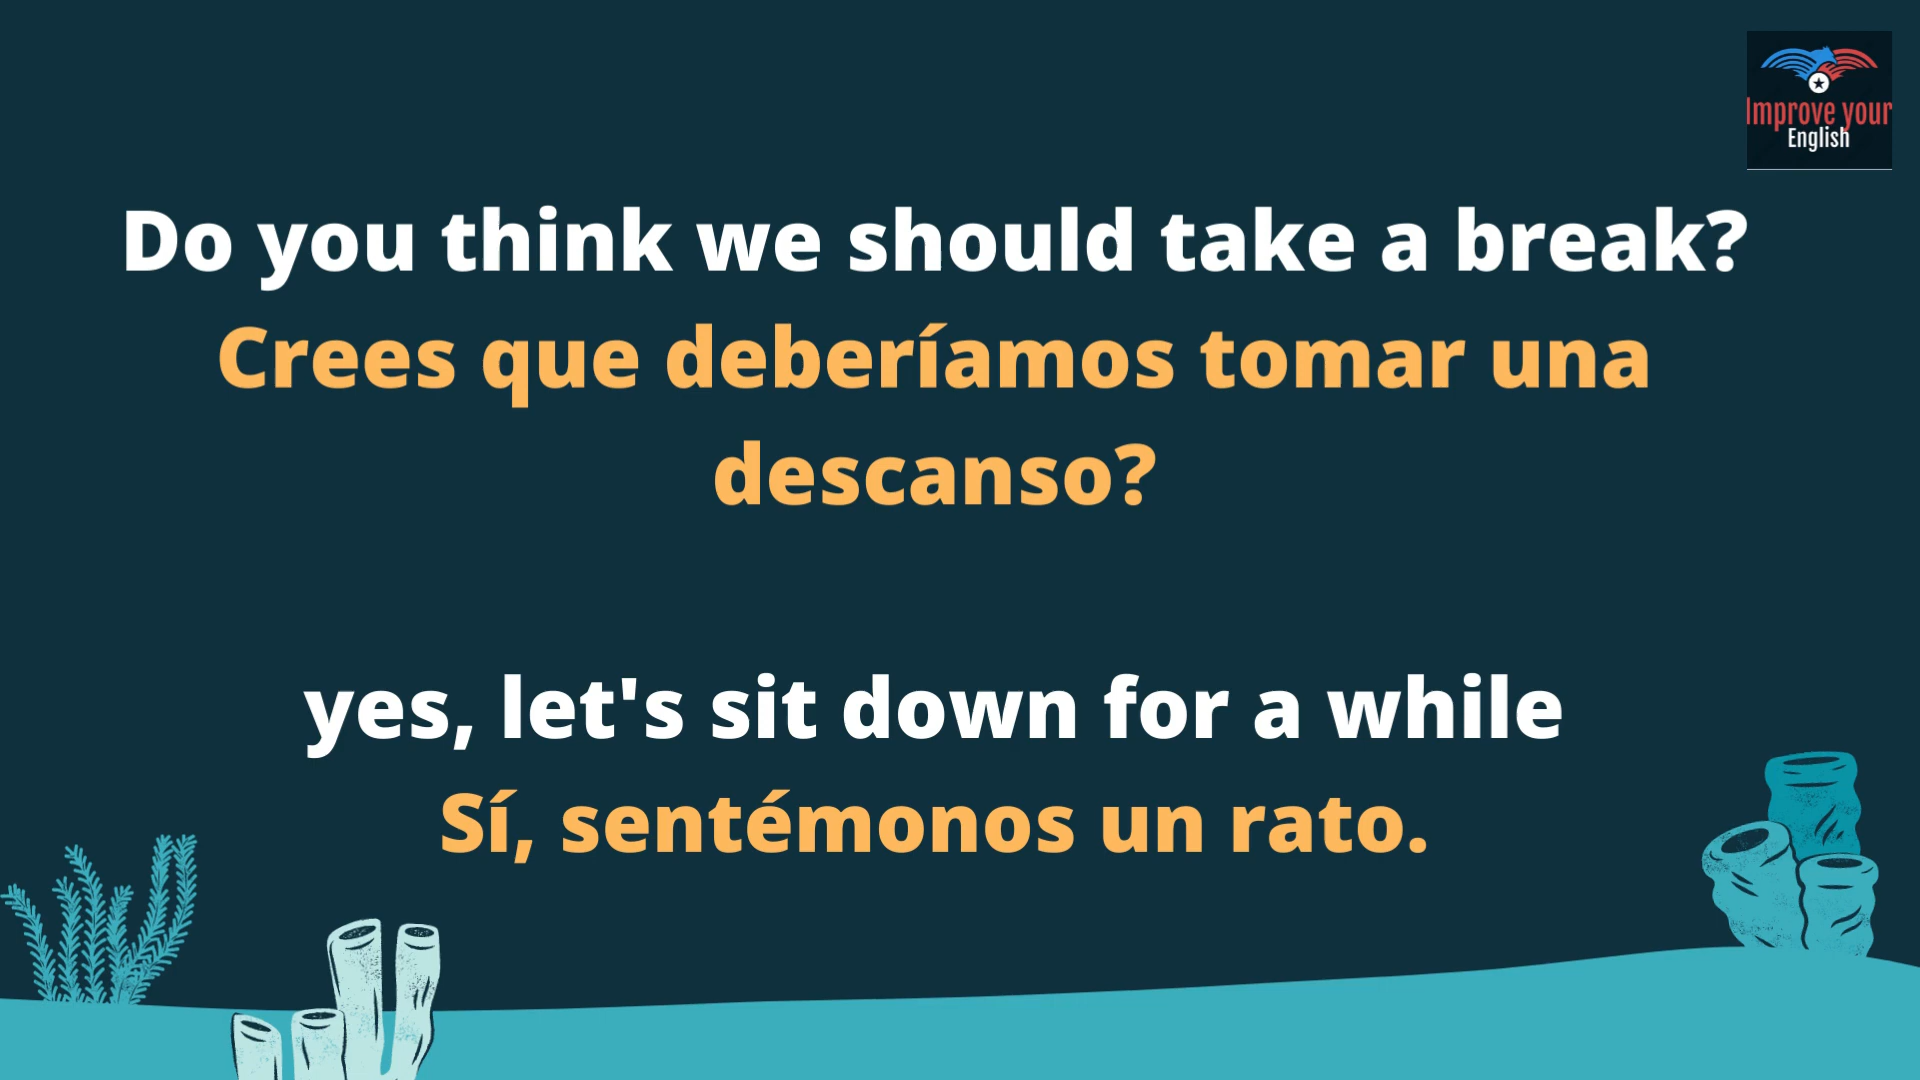 Improve your
English
Do you think we should take a break?
Crees que deberíamos tomar una
descanso?
yes, let's sit down for a while
Sí, sentémonos un rato.